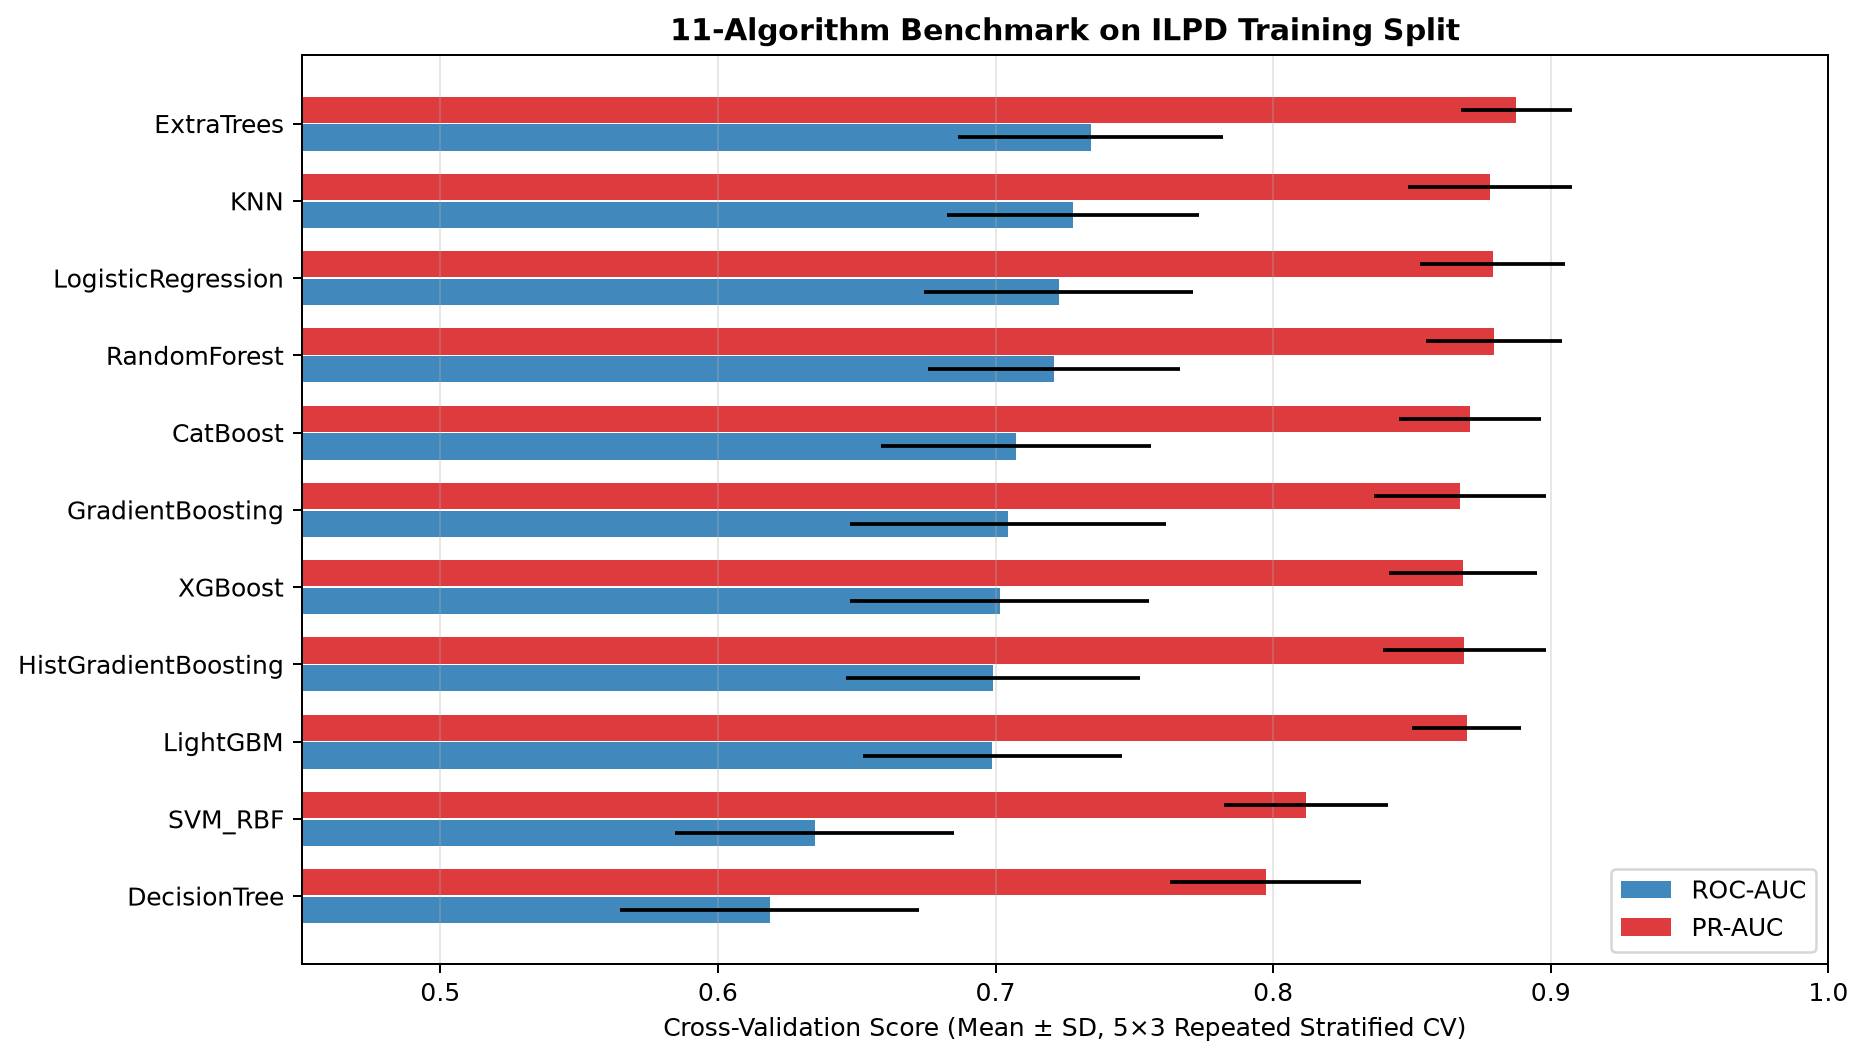 11-Algorithm Benchmark on ILPD Training Split
ExtraTrees
KNN
LogisticRegression
RandomForest
CatBoost
GradientBoosting
XGBoost
HistGradientBoosting
LightGBM
SVM_RBF
DecisionTree
ROC-AUC
PR-AUC
0.5 0.6 0.7 0.8 0.9 1.0
Cross-Validation Score (Mean ± SD, 5×3 Repeated Stratified CV)